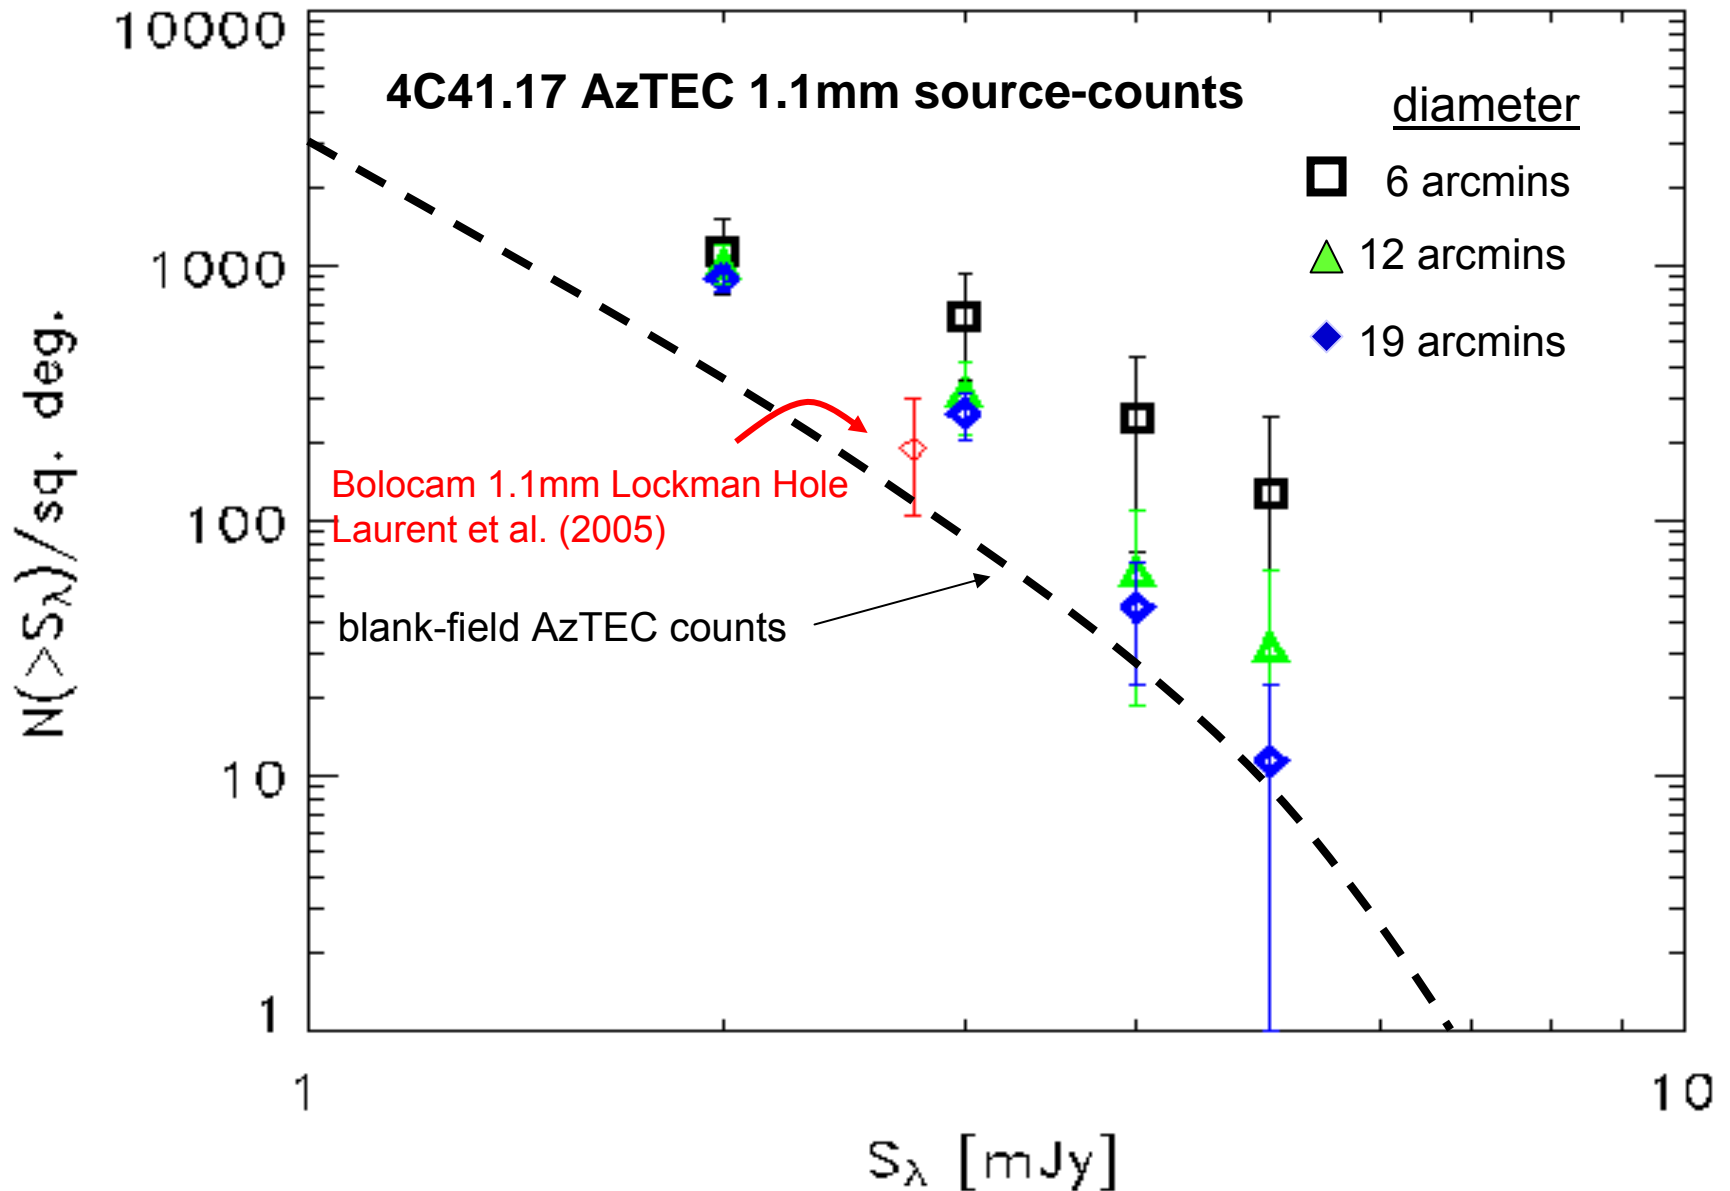 10000
4C41.17 AzTEC 1.1mm source-counts
diameter
6 arcmins
12 arcmins
19 arcmins
1000
N(>Sλ)/sq. deg.
Bolocam 1.1mm Lockman Hole
Laurent et al. (2005)
100
blank-field AzTEC counts
10
1
1
10
Sλ [mJy]